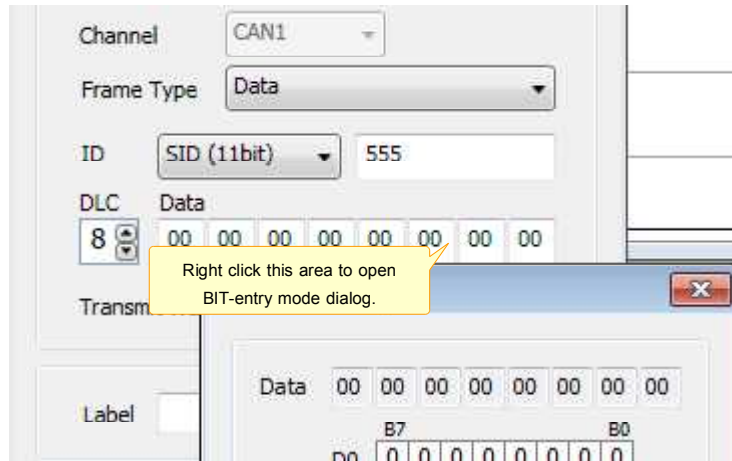 Channel CAN1
Frame Type Data
ID SID (11bit) 555
DLC Data
8 00 00 00 00 00 00 00 00
Right click this area to open
BIT-entry mode dialog.
Transm
Data 00 00 00 00 00 00 00 00
Label
B7 B0
D0 0 0 0 0 0 0 0 0